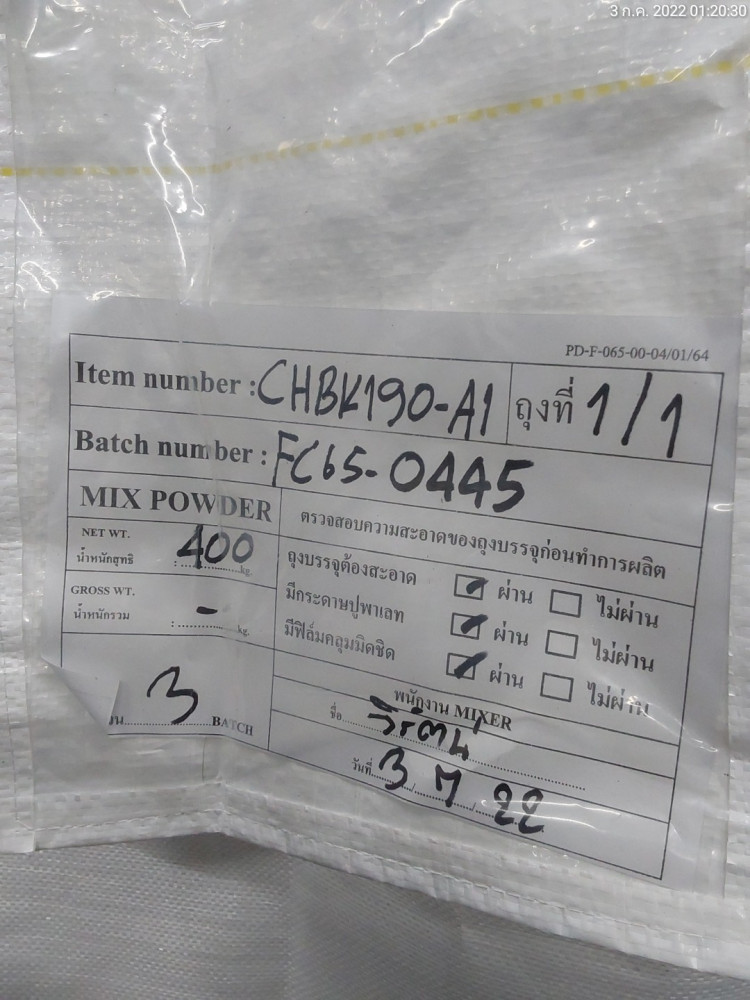 3 ก.ค. 2022 01:20:30
PD-F-065-00-04/01/64
Item number : CHBK190-A1 ถุงที่ 1/1
Batch number : FC65-0445
MIX POWDER
ตรวจสอบความสะอาดของถุงบรรจุก่อนทำการผลิต
NET WT.
น้ำหนักสุทธิ : 400 kg.
ถุงบรรจุต้องสะอาด ผ่าน ไม่ผ่าน
GROSS WT.
น้ำหนักรวม : - kg.
มีกระดาษปูพาเลท ผ่าน ไม่ผ่าน
มีฟิล์มคลุมมิดชิด ผ่าน ไม่ผ่าน
3 BATCH
พนักงาน MIXER
ชื่อ
วันที่ 3 / 7 / 22